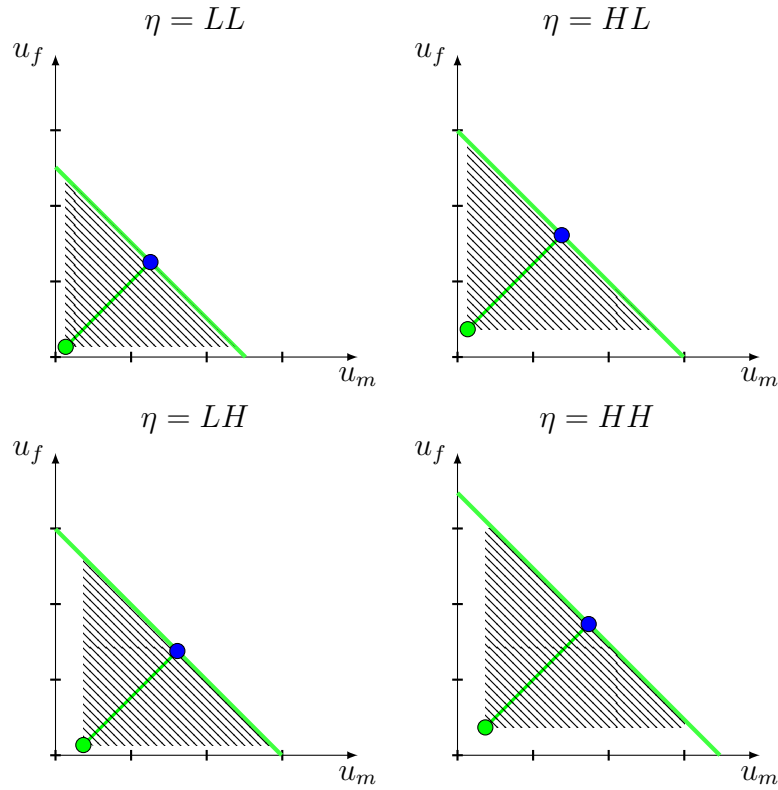 η = LL
u_f
u_m
η = HL
u_f
u_m
η = LH
u_f
u_m
η = HH
u_f
u_m